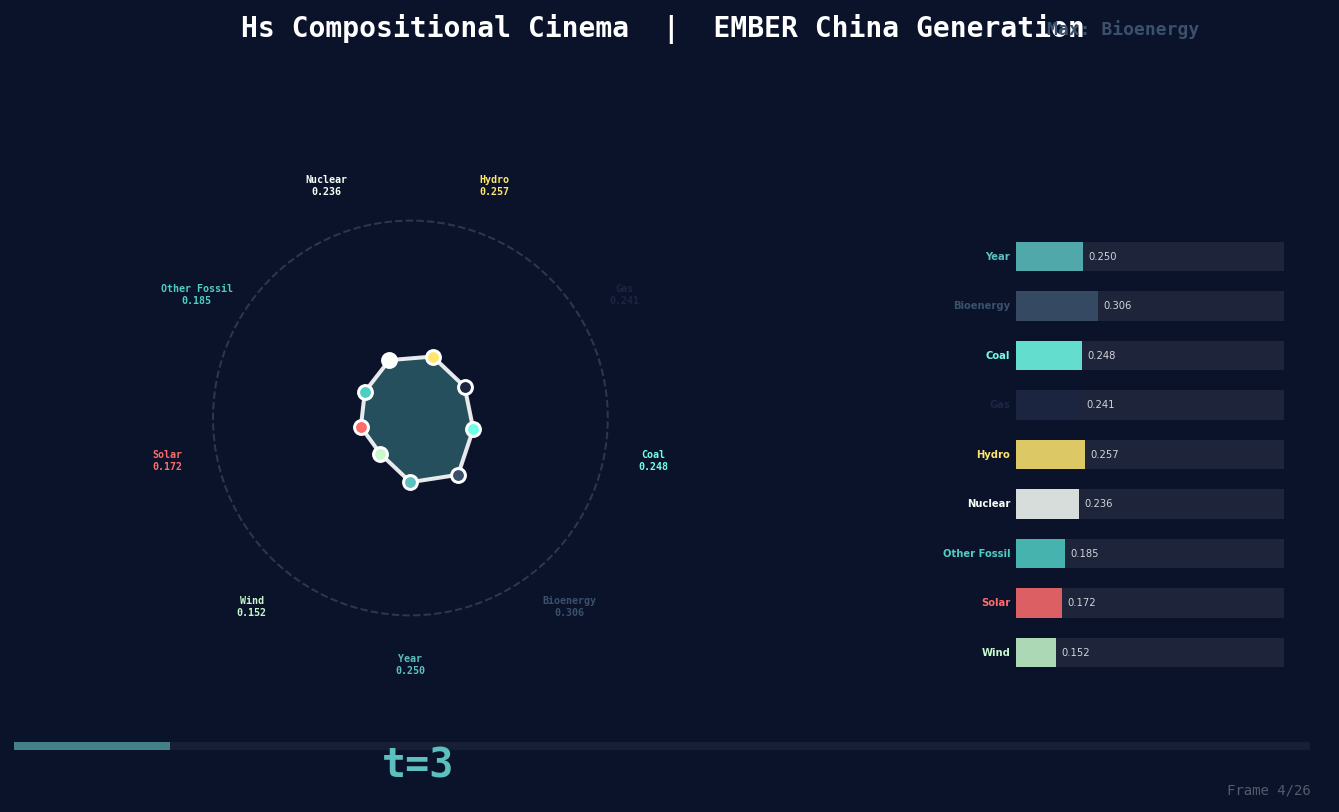 Hs Compositional Cinema | EMBER China Generation
Max: Bioenergy
Nuclear
0.236
Hydro
0.257
Other Fossil
0.185
Gas
0.241
Solar
0.172
Coal
0.248
Wind
0.152
Bioenergy
0.306
Year
0.250
Year 0.250
Bioenergy 0.306
Coal 0.248
Gas 0.241
Hydro 0.257
Nuclear 0.236
Other Fossil 0.185
Solar 0.172
Wind 0.152
t=3
Frame 4/26